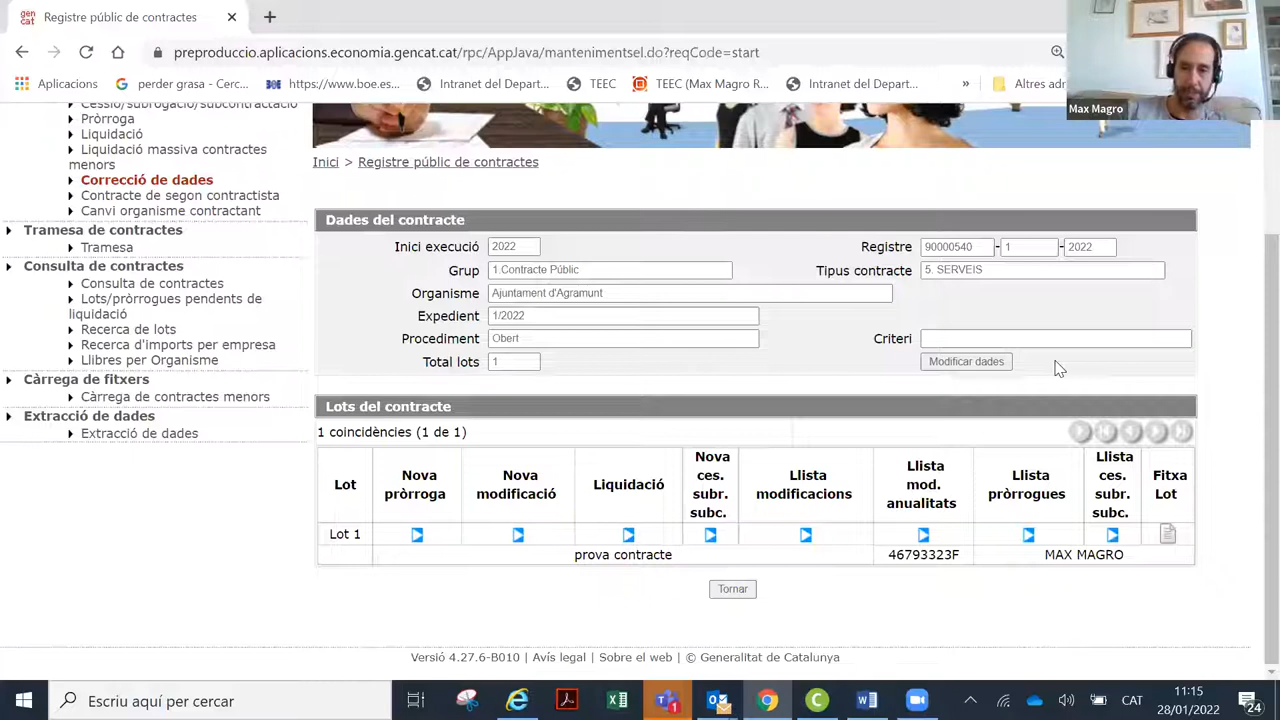 gen
cat
Registre públic de contractes
preproduccio.aplicacions.economia.gencat.cat/rpc/AppJava/mantenimentsel.do?reqCode=start
Aplicacions
perder grasa - Cerc...
https://www.boe.es...
Intranet del Depart...
TEEC
TEEC (Max Magro R...
Intranet del Depart...
»
Altres adr
Max Magro
Cessió/subrogació/subcontractació
Pròrroga
Liquidació
Liquidació massiva contractes
menors
Correcció de dades
Contracte de segon contractista
Canvi organisme contractant
Tramesa de contractes
Tramesa
Consulta de contractes
Consulta de contractes
Lots/pròrrogues pendents de
liquidació
Recerca de lots
Recerca d'imports per empresa
Llibres per Organisme
Càrrega de fitxers
Càrrega de contractes menors
Extracció de dades
Extracció de dades
Inici > Registre públic de contractes
Dades del contracte
Inici execució 2022 Registre 90000540 - 1 - 2022
Grup 1.Contracte Públic Tipus contracte 5. SERVEIS
Organisme Ajuntament d'Agramunt
Expedient 1/2022
Procediment Obert Criteri
Total lots 1 Modificar dades
Lots del contracte
1 coincidències (1 de 1)
Lot Nova pròrroga Nova modificació Liquidació Nova ces. subr. subc. Llista modificacions Llista mod. anualitats Llista pròrrogues Llista ces. subr. subc. Fitxa Lot
Lot 1
prova contracte 46793323F MAX MAGRO
Tornar
Versió 4.27.6-B010 | Avís legal | Sobre el web | © Generalitat de Catalunya
Escriu aquí per cercar
1
CAT
11:15
28/01/2022
24